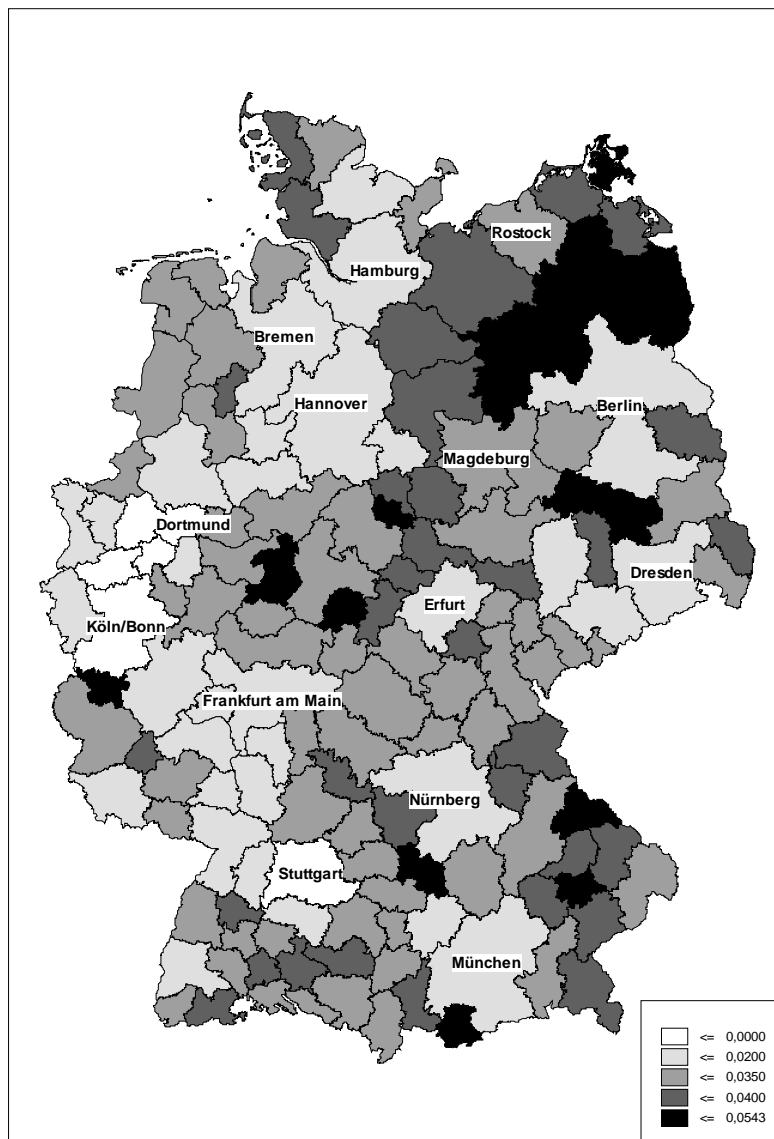 Rostock
Hamburg
Bremen
Hannover
Berlin
Magdeburg
Dortmund
Dresden
Erfurt
Köln/Bonn
Frankfurt am Main
Nürnberg
Stuttgart
München
<= 0,0000
<= 0,0200
<= 0,0350
<= 0,0400
<= 0,0543